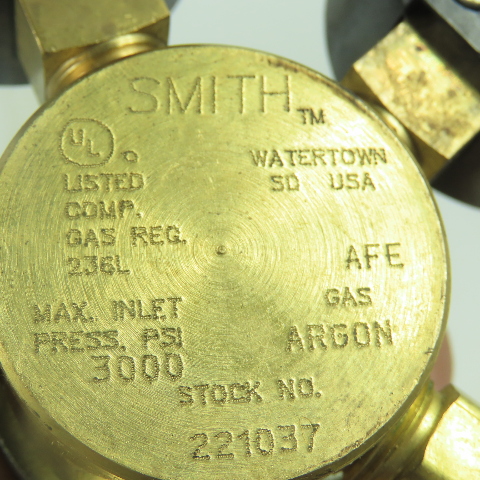 SMITH TM
UL
LISTED
COMP.
GAS REG.
236L
WATERTOWN
SD USA
AFE
GAS
ARGON
MAX. INLET
PRESS. PSI
3000
STOCK NO.
221037